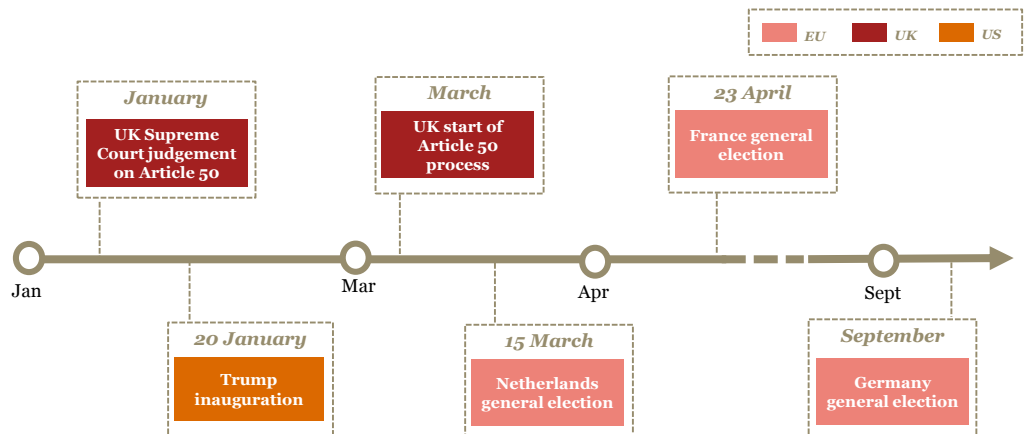 EU UK US
January
UK Supreme
Court judgement
on Article 50
March
UK start of
Article 50
process
23 April
France general
election
Jan
Mar
Apr
Sept
20 January
Trump
inauguration
15 March
Netherlands
general election
September
Germany
general election